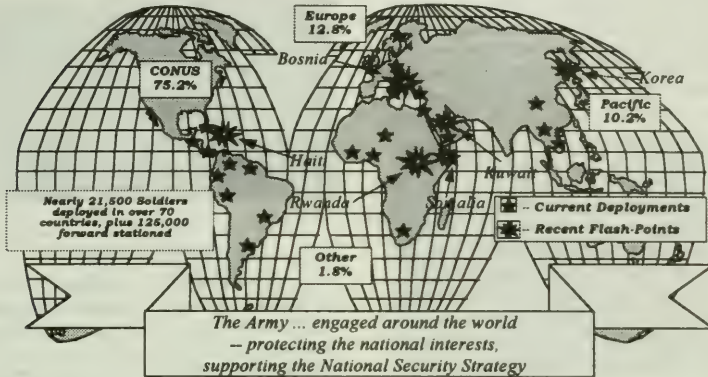 Europe
12.8%
Bosnia
CONUS
75.2%
Korea
Pacific
10.2%
Haiti
Kuwait
Rwanda
Somalia
Nearly 21,500 Soldiers
deployed in over 70
countries, plus 125,000
forward stationed
-- Current Deployments
-- Recent Flash-Points
Other
1.8%
The Army ... engaged around the world
-- protecting the national interests,
supporting the National Security Strategy